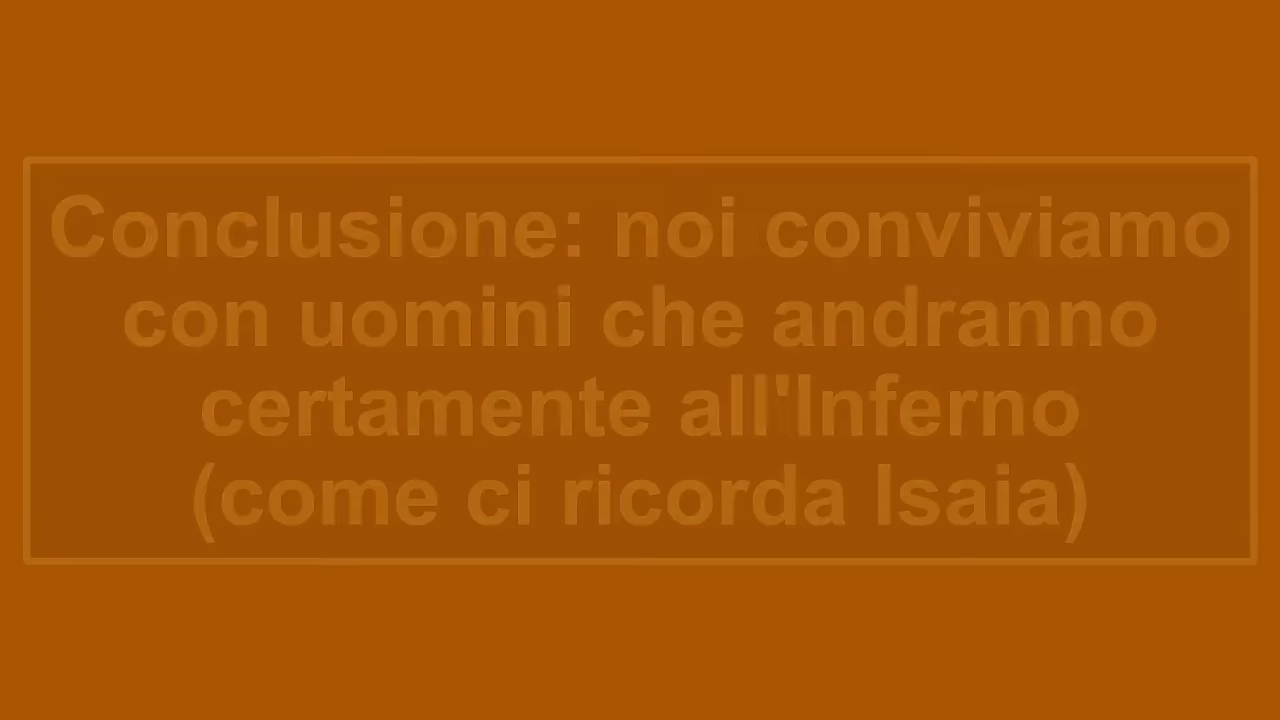 Conclusione: noi conviviamo
con uomini che andranno
certamente all'Inferno
(come ci ricorda Isaia)